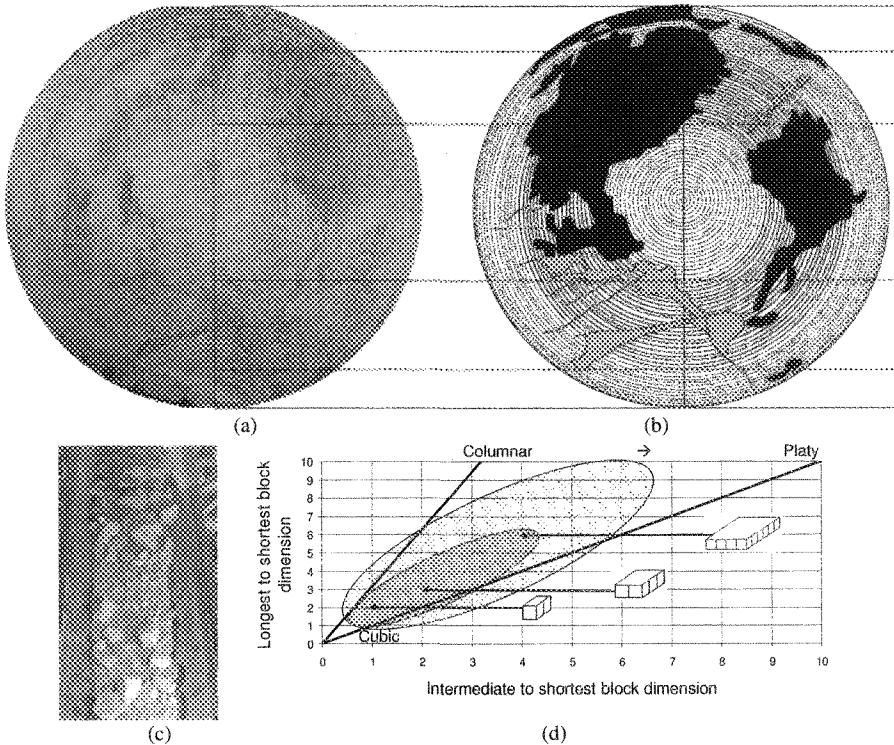 (a)
(b)
Columnar
→
Platy
Longest to shortest block
dimension
10
9
8
7
6
5
4
3
2
1
0
Cubic
0 1 2 3 4 5 6 7 8 9 10
Intermediate to shortest block dimension
(c)
(d)